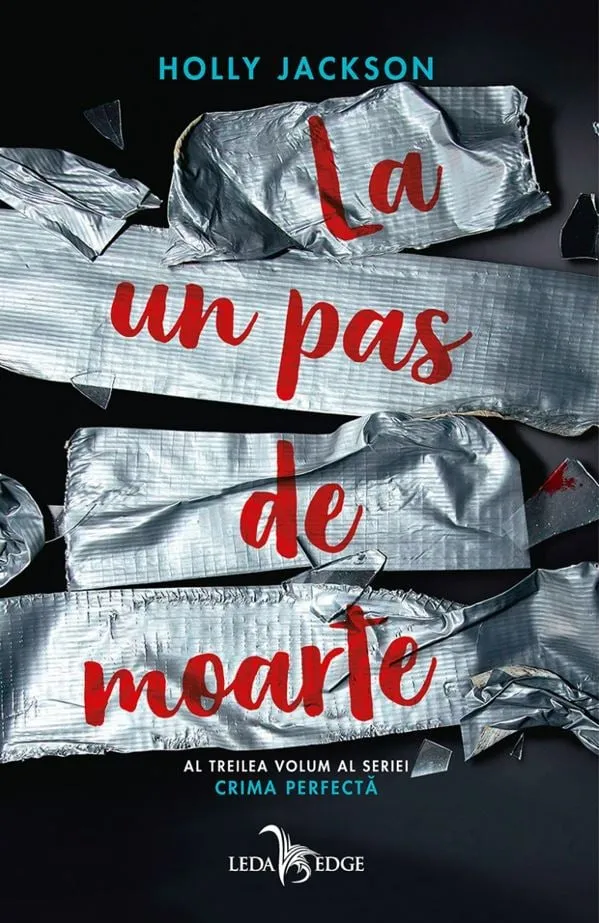 HOLLY JACKSON
La
un pas
de
moarte
AL TREILEA VOLUM AL SERIEI
CRIMA PERFECTĂ
LEDA EDGE